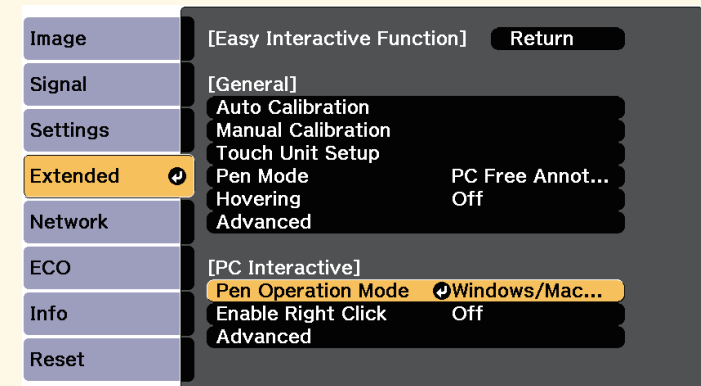 Image
Signal
Settings
Extended
Network
ECO
Info
Reset
[Easy Interactive Function] Return
[General]
Auto Calibration
Manual Calibration
Touch Unit Setup
Pen Mode PC Free Annot...
Hovering Off
Advanced
[PC Interactive]
Pen Operation Mode Windows/Mac...
Enable Right Click Off
Advanced